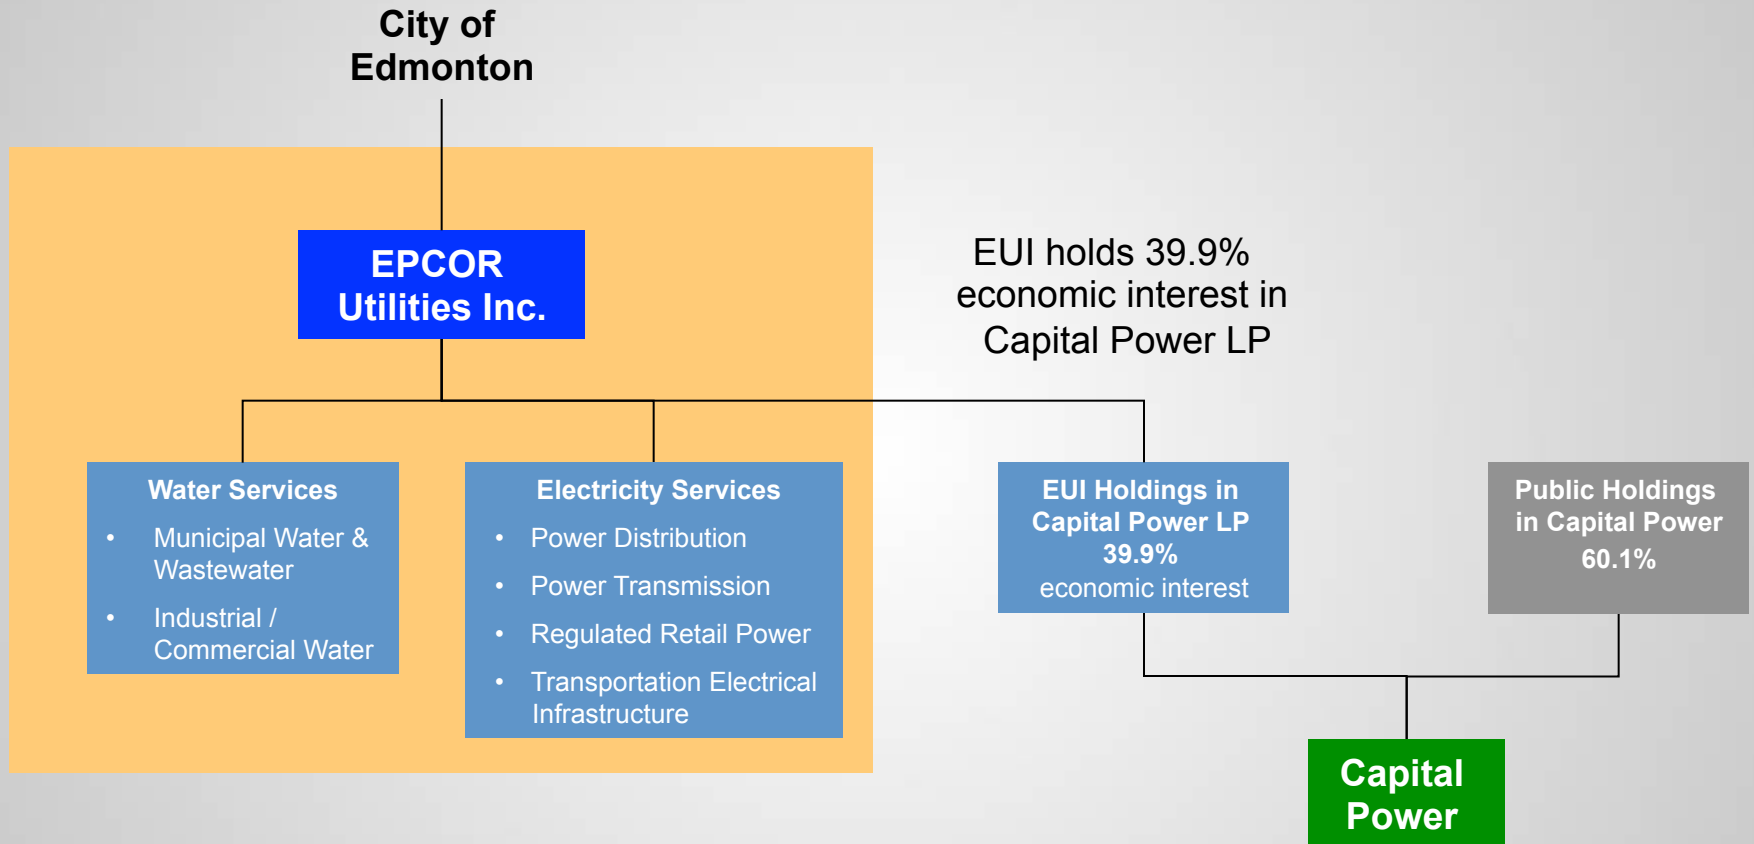 City of
Edmonton
EPCOR
Utilities Inc.
EUI holds 39.9%
economic interest in
Capital Power LP
Water Services
• Municipal Water &
Wastewater
• Industrial /
Commercial Water
Electricity Services
• Power Distribution
• Power Transmission
• Regulated Retail Power
• Transportation Electrical
Infrastructure
EUI Holdings in
Capital Power LP
39.9%
economic interest
Public Holdings
in Capital Power
60.1%
Capital
Power